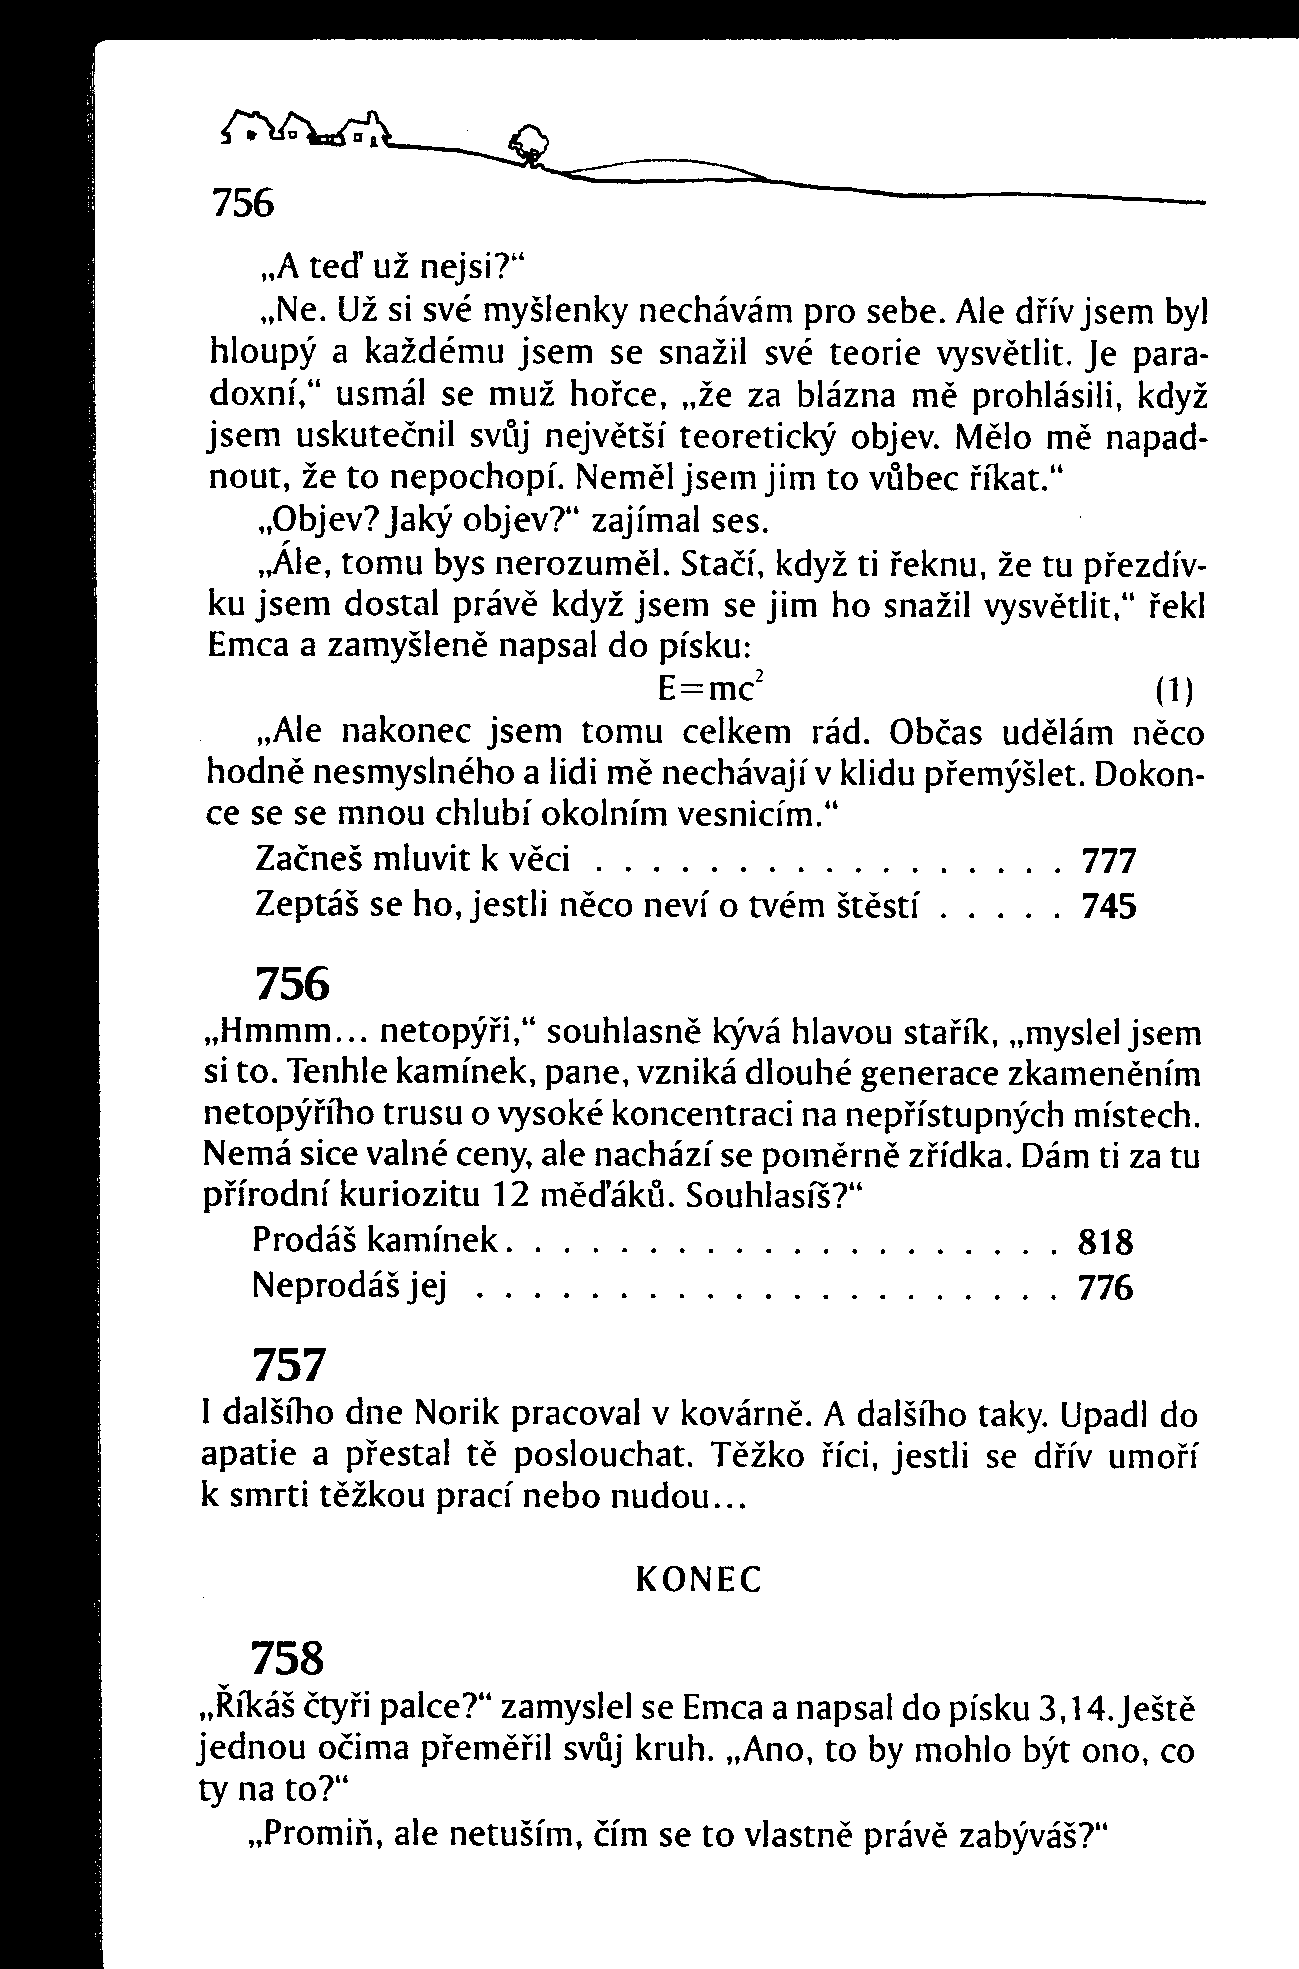 756
„A teď už nejsi?“
„Ne. Už si své myšlenky nechávám pro sebe. Ale dřív jsem byl
hloupý a každému jsem se snažil své teorie vysvětlit. Je para-
doxní,“ usmál se muž hořce, „že za blázna mě prohlásili, když
jsem uskutečnil svůj největší teoretický objev. Mělo mě napad-
nout, že to nepochopí. Neměl jsem jim to vůbec říkat.“
„Objev? Jaký objev?“ zajímal ses.
„Ále, tomu bys nerozuměl. Stačí, když ti řeknu, že tu přezdív-
ku jsem dostal právě když jsem se jim ho snažil vysvětlit,“ řekl
Emca a zamyšleně napsal do písku:
E=mc² (1)
„Ale nakonec jsem tomu celkem rád. Občas udělám něco
hodně nesmyslného a lidi mě nechávají v klidu přemýšlet. Dokon-
ce se se mnou chlubí okolním vesnicím.“
Začneš mluvit k věci . . . . . . . . . . . . . . . . . 777
Zeptáš se ho, jestli něco neví o tvém štěstí . . . . . 745
756
„Hmmm... netopýři,“ souhlasně kývá hlavou stařík, „myslel jsem
si to. Tenhle kamínek, pane, vzniká dlouhé generace zkameněním
netopýřího trusu o vysoké koncentraci na nepřístupných místech.
Nemá sice valné ceny, ale nachází se poměrně zřídka. Dám ti za tu
přírodní kuriozitu 12 měďáků. Souhlasíš?“
Prodáš kamínek. . . . . . . . . . . . . . . . . . . . 818
Neprodáš jej . . . . . . . . . . . . . . . . . . . . . 776
757
I dalšího dne Norik pracoval v kovárně. A dalšího taky. Upadl do
apatie a přestal tě poslouchat. Těžko říci, jestli se dřív umoří
k smrti těžkou prací nebo nudou...
KONEC
758
„Říkáš čtyři palce?“ zamyslel se Emca a napsal do písku 3,14. Ještě
jednou očima přeměřil svůj kruh. „Ano, to by mohlo být ono, co
ty na to?“
„Promiň, ale netuším, čím se to vlastně právě zabýváš?“